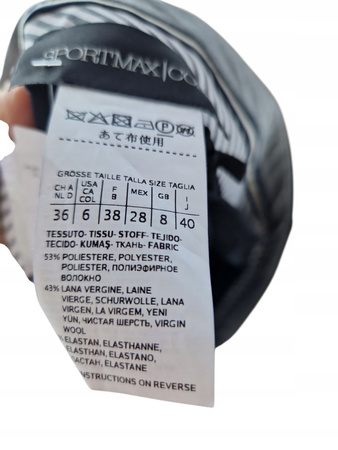 SPORTMAX|CO
P
あて布使用
GRÖSSE TAILLE TALLA SIZE TAGLIA
CH A NL D USA CA COL F B MEX GB I J
36 6 38 28 8 40
TESSUTO- TISSU- STOFF- TEJIDO-
TECIDO- KUMAŞ- ТКАНЬ- FABRIC
53% POLIESTERE, POLYESTER,
POLIÉSTER, ПОЛИЭФИРНОЕ
ВОЛОКНО
43% LANA VERGINE, LAINE
VIERGE, SCHURWOLLE, LANA
VIRGEN, LA VIRGEM, YENI
YÜN, ЧИСТАЯ ШЕРСТЬ, VIRGIN
WOOL
ELASTAN, ELASTHANNE,
ELASTHAN, ELASTANO,
ЭЛАСТАН, ELASTANE
INSTRUCTIONS ON REVERSE